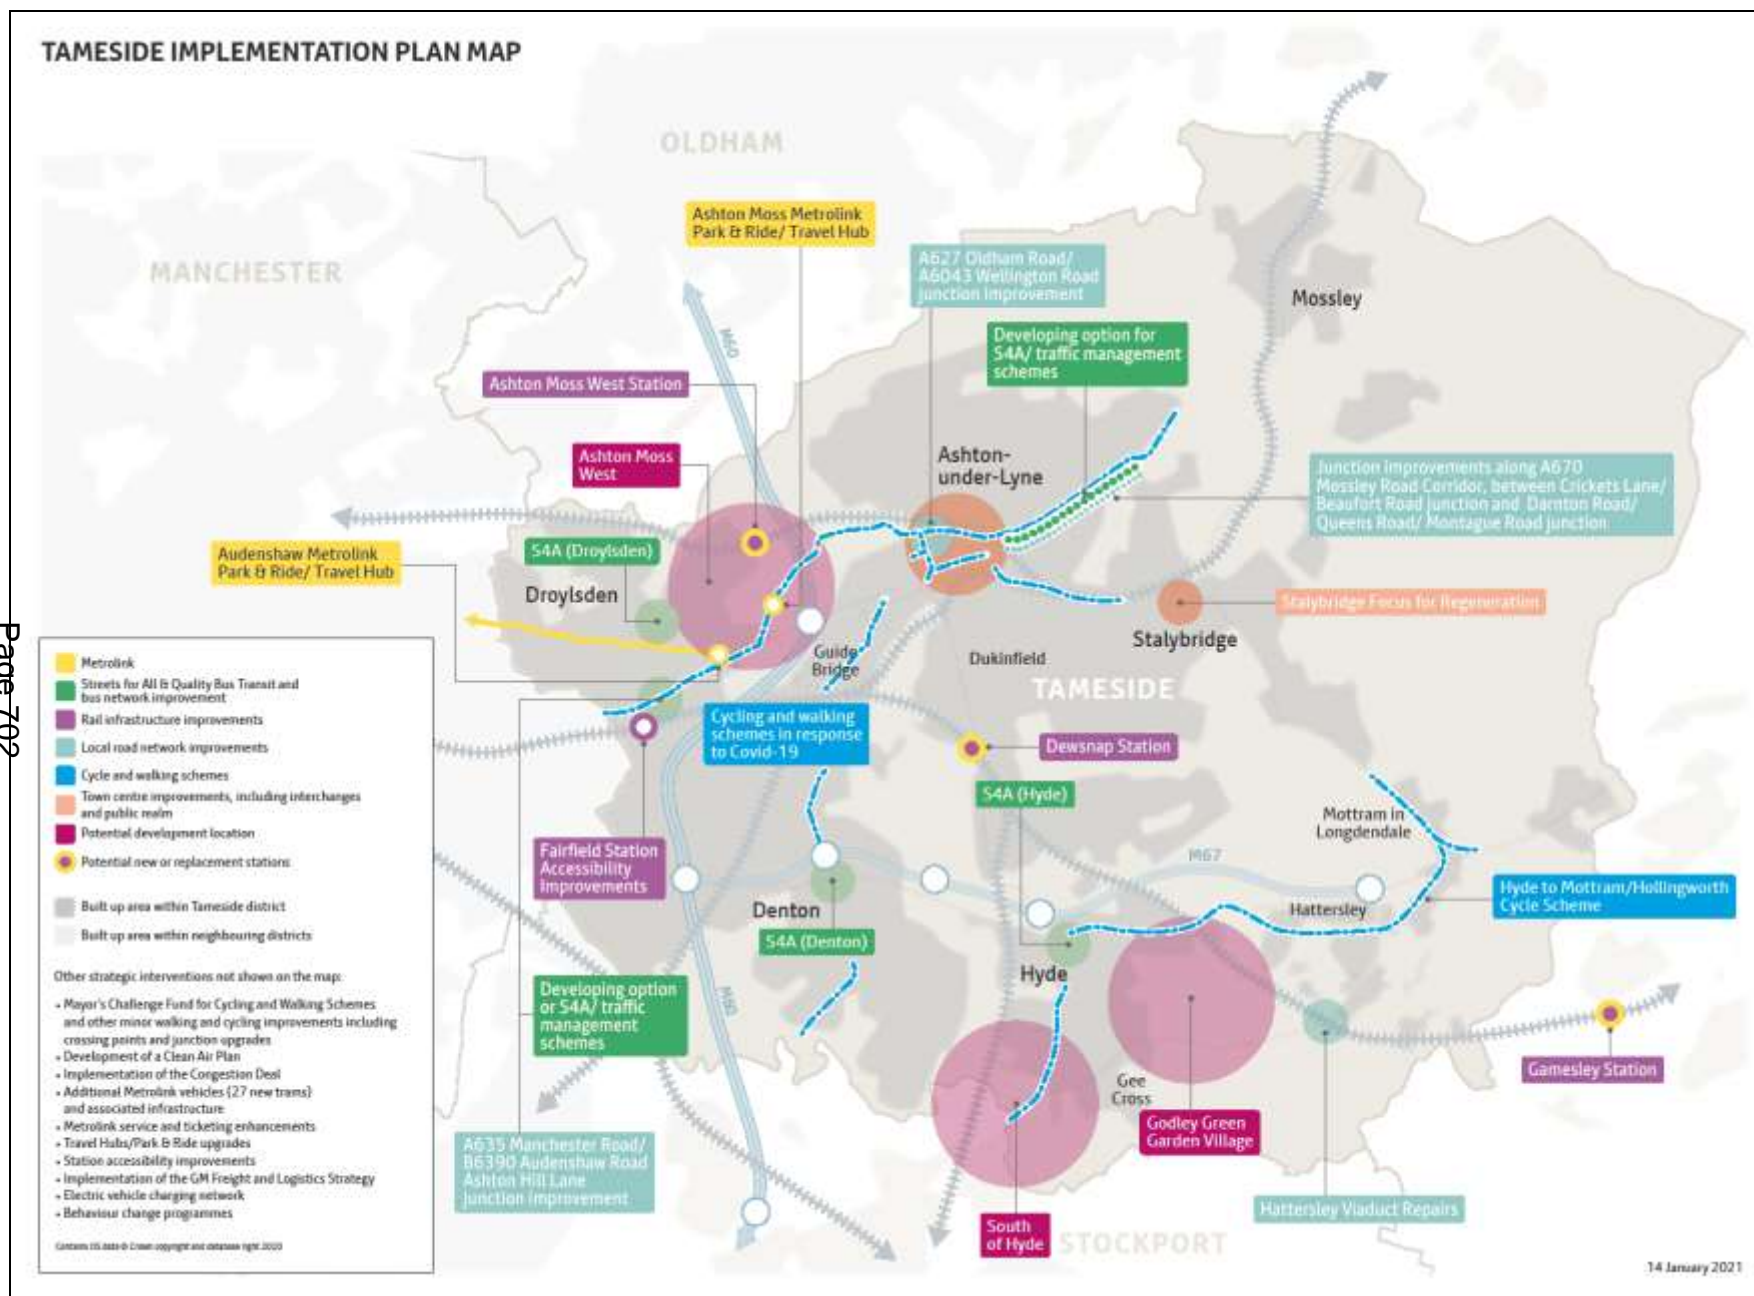 TAMESIDE IMPLEMENTATION PLAN MAP
OLDHAM
MANCHESTER
Ashton Moss Metrolink
Park & Ride/ Travel Hub
A627 Oldham Road/
A6043 Wellington Road
junction improvement
Mossley
M60
Developing option for
S4A/ traffic management
schemes
Ashton Moss West Station
Ashton Moss
West
Ashton-
under-Lyne
Junction improvements along A670
Mossley Road Corridor, between Crickets Lane/
Beaufort Road junction and Darnton Road/
Queens Road/ Montague Road junction
Audenshaw Metrolink
Park & Ride/ Travel Hub
S4A (Droylsden)
Droylsden
Stalybridge Focus for Regeneration
Stalybridge
Guide
Bridge
Dukinfield
TAMESIDE
Page 702
Cycling and walking
schemes in response
to Covid-19
Dewsnap Station
S4A (Hyde)
Mottram in
Longdendale
M67
Fairfield Station
Accessibility
Improvements
Denton
S4A (Denton)
Hattersley
Hyde to Mottram/Hollingworth
Cycle Scheme
Hyde
Developing option
or S4A/ traffic
management
schemes
M60
Gee
Cross
Gamesley Station
Godley Green
Garden Village
A635 Manchester Road/
B6390 Audenshaw Road
Ashton Hill Lane
junction improvement
Hattersley Viaduct Repairs
South
of Hyde
STOCKPORT
14 January 2021
Metrolink
Streets for All & Quality Bus Transit and
bus network improvement
Rail infrastructure improvements
Local road network improvements
Cycle and walking schemes
Town centre improvements, including interchanges
and public realm
Potential development location
Potential new or replacement stations
Built up area within Tameside district
Built up area within neighbouring districts
Other strategic interventions not shown on the map:
• Mayor's Challenge Fund for Cycling and Walking Schemes
and other minor walking and cycling improvements including
crossing points and junction upgrades
• Development of a Clean Air Plan
• Implementation of the Congestion Deal
• Additional Metrolink vehicles (27 new trams)
and associated infrastructure
• Metrolink service and ticketing enhancements
• Travel Hubs/Park & Ride upgrades
• Station accessibility improvements
• Implementation of the GM Freight and Logistics Strategy
• Electric vehicle charging network
• Behaviour change programmes
Contains OS data © Crown copyright and database right 2020